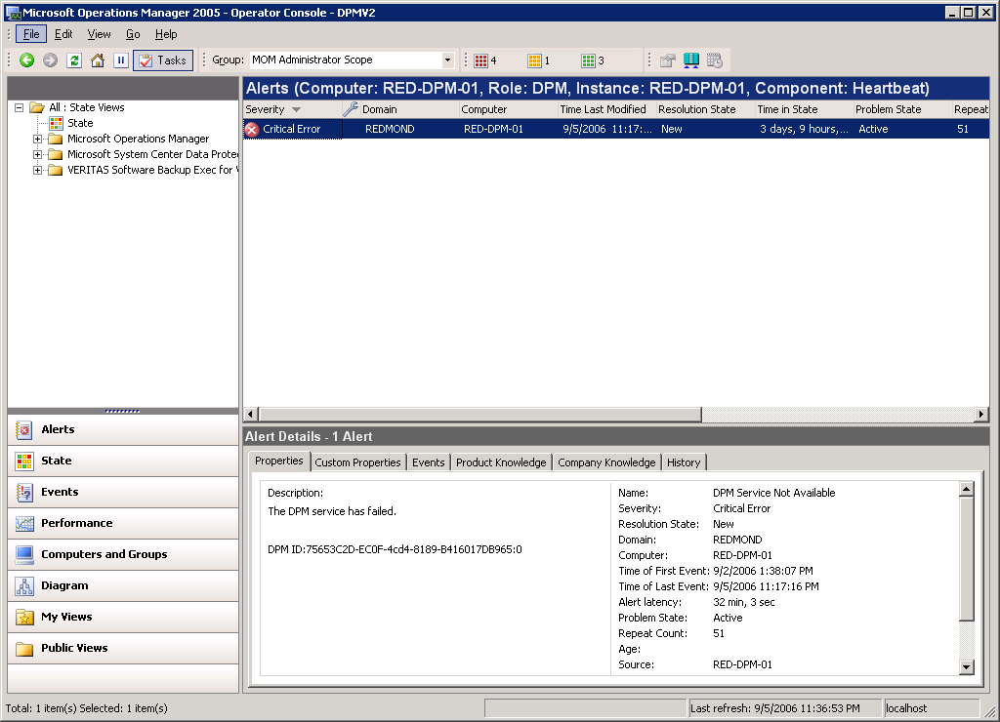 Microsoft Operations Manager 2005 - Operator Console - DPMV2
File Edit View Go Help
Tasks Group: MOM Administrator Scope 4 1 3
Alerts (Computer: RED-DPM-01, Role: DPM, Instance: RED-DPM-01, Component: Heartbeat)
Severity Domain Computer Time Last Modified Resolution State Time in State Problem State Repeat
Critical Error REDMOND RED-DPM-01 9/5/2006 11:17:... New 3 days, 9 hours,... Active 51
All : State Views
State
Microsoft Operations Manager
Microsoft System Center Data Prote
VERITAS Software Backup Exec for
Alerts
State
Events
Performance
Computers and Groups
Diagram
My Views
Public Views
Alert Details - 1 Alert
Properties Custom Properties Events Product Knowledge Company Knowledge History
Description:
The DPM service has failed.
DPM ID:75653C2D-EC0F-4cd4-8189-B416017DB965:0
Name: DPM Service Not Available
Severity: Critical Error
Resolution State: New
Domain: REDMOND
Computer: RED-DPM-01
Time of First Event: 9/2/2006 1:38:07 PM
Time of Last Event: 9/5/2006 11:17:16 PM
Alert latency: 32 min, 3 sec
Problem State: Active
Repeat Count: 51
Age:
Source: RED-DPM-01
Total: 1 item(s) Selected: 1 item(s) Last refresh: 9/5/2006 11:36:53 PM localhost